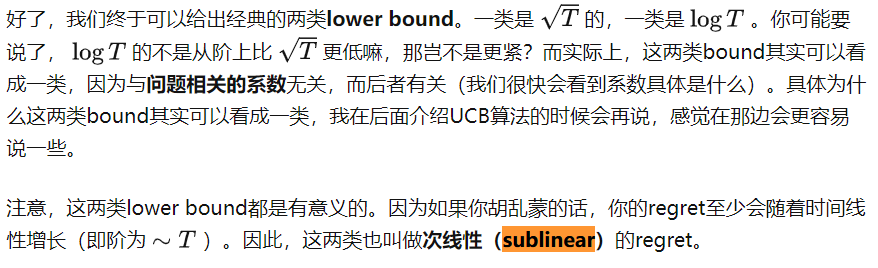 好了，我们终于可以给出经典的两类lower bound。一类是 √T 的，一类是 log T 。你可能要
说了， log T 的不是从阶上比 √T 更低嘛，那岂不是更紧？而实际上，这两类bound其实可以看
成一类，因为与问题相关的系数无关，而后者有关（我们很快会看到系数具体是什么）。具体为什
么这两类bound其实可以看成一类，我在后面介绍UCB算法的时候会再说，感觉在那边会更容易
说一些。
注意，这两类lower bound都是有意义的。因为如果你胡乱蒙的话，你的regret至少会随着时间线
性增长（即阶为 ∼ T ）。因此，这两类也叫做次线性（sublinear）的regret。